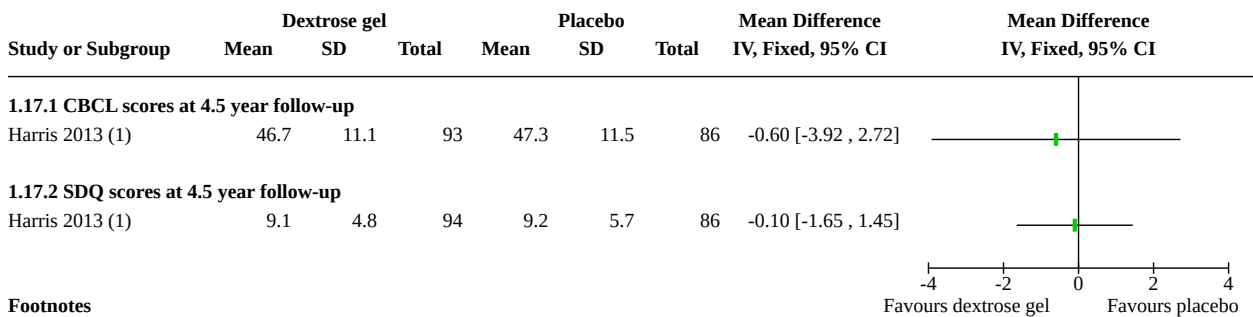 Dextrose gel Placebo Mean Difference Mean Difference
Study or Subgroup Mean SD Total Mean SD Total IV, Fixed, 95% CI IV, Fixed, 95% CI
1.17.1 CBCL scores at 4.5 year follow-up
Harris 2013 (1) 46.7 11.1 93 47.3 11.5 86 -0.60 [-3.92 , 2.72]
1.17.2 SDQ scores at 4.5 year follow-up
Harris 2013 (1) 9.1 4.8 94 9.2 5.7 86 -0.10 [-1.65 , 1.45]
-4 -2 0 2 4
Footnotes Favours dextrose gel Favours placebo